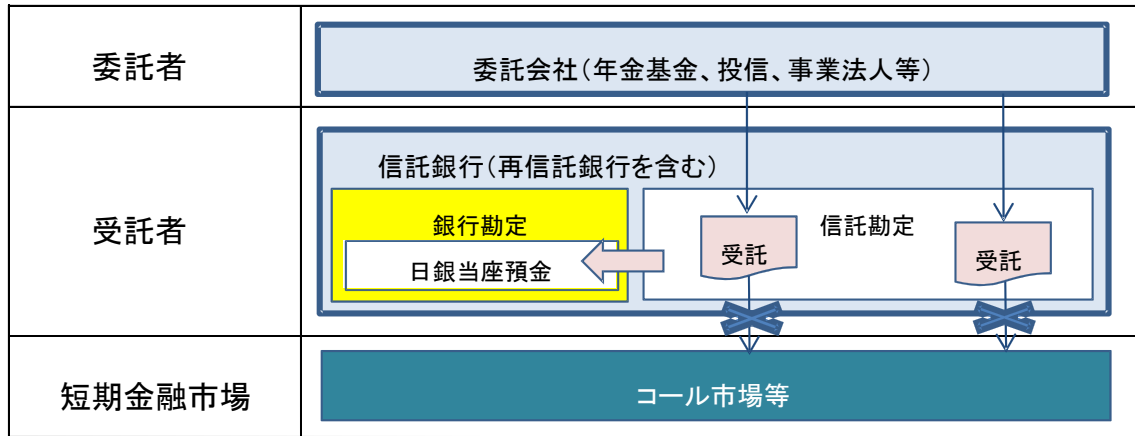 委託者
委託会社(年金基金、投信、事業法人等)
受託者
信託銀行(再信託銀行を含む)
銀行勘定
日銀当座預金
信託勘定
受託
受託
短期金融市場
コール市場等